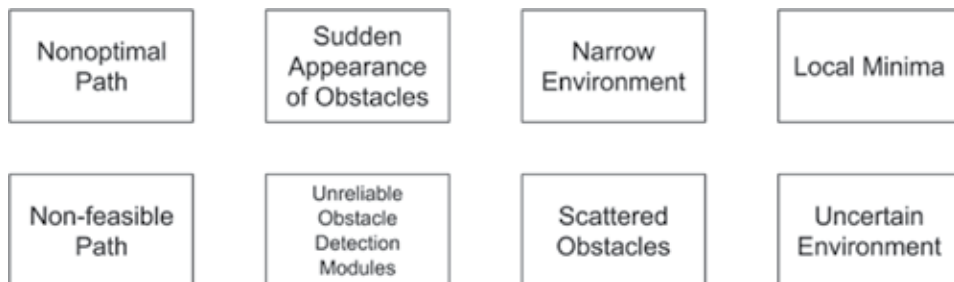 Nonoptimal
Path
Sudden
Appearance
of Obstacles
Narrow
Environment
Local Minima
Non-feasible
Path
Unreliable
Obstacle
Detection
Modules
Scattered
Obstacles
Uncertain
Environment